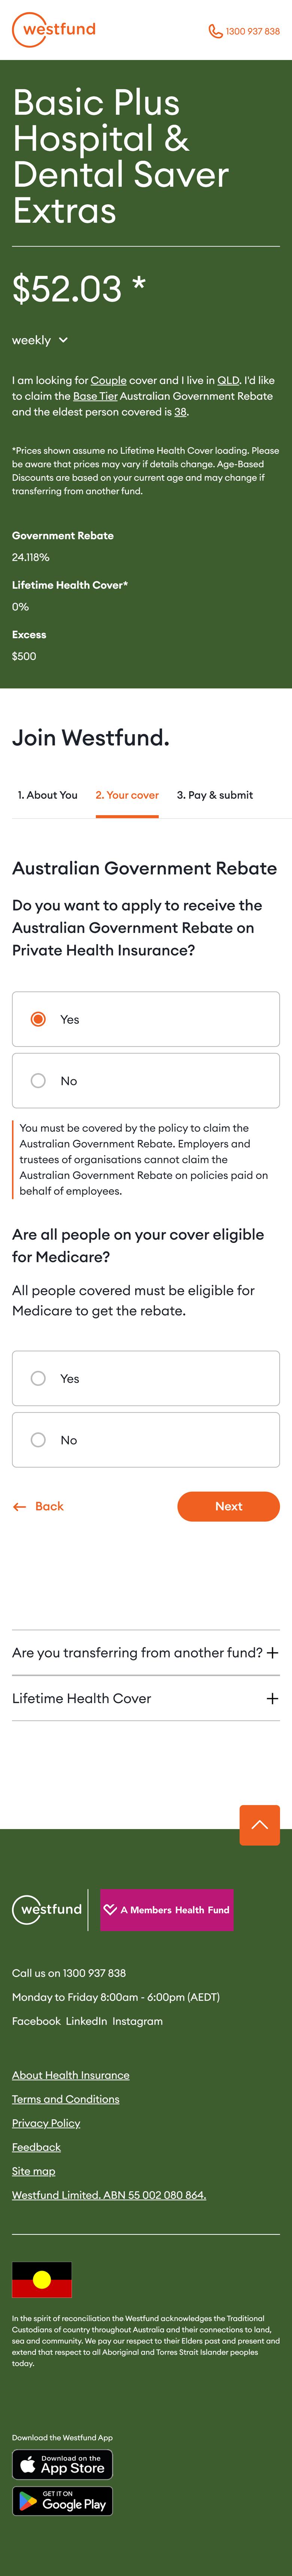 westfund
1300 937 838
Basic Plus
Hospital &
Dental Saver
Extras
$52.03 *
weekly
I am looking for Couple cover and I live in QLD. I'd like
to claim the Base Tier Australian Government Rebate
and the eldest person covered is 38.
*Prices shown assume no Lifetime Health Cover loading. Please
be aware that prices may vary if details change. Age-Based
Discounts are based on your current age and may change if
transferring from another fund.
Government Rebate
24.118%
Lifetime Health Cover*
0%
Excess
$500
Join Westfund.
1. About You 2. Your cover 3. Pay & submit
Australian Government Rebate
Do you want to apply to receive the
Australian Government Rebate on
Private Health Insurance?
Yes
No
You must be covered by the policy to claim the
Australian Government Rebate. Employers and
trustees of organisations cannot claim the
Australian Government Rebate on policies paid on
behalf of employees.
Are all people on your cover eligible
for Medicare?
All people covered must be eligible for
Medicare to get the rebate.
Yes
No
Back Next
Are you transferring from another fund?
Lifetime Health Cover
westfund A Members Health Fund
Call us on 1300 937 838
Monday to Friday 8:00am - 6:00pm (AEDT)
Facebook LinkedIn Instagram
About Health Insurance
Terms and Conditions
Privacy Policy
Feedback
Site map
Westfund Limited. ABN 55 002 080 864.
In the spirit of reconciliation the Westfund acknowledges the Traditional
Custodians of country throughout Australia and their connections to land,
sea and community. We pay our respect to their Elders past and present and
extend that respect to all Aboriginal and Torres Strait Islander peoples
today.
Download the Westfund App
Download on the
App Store
GET IT ON
Google Play